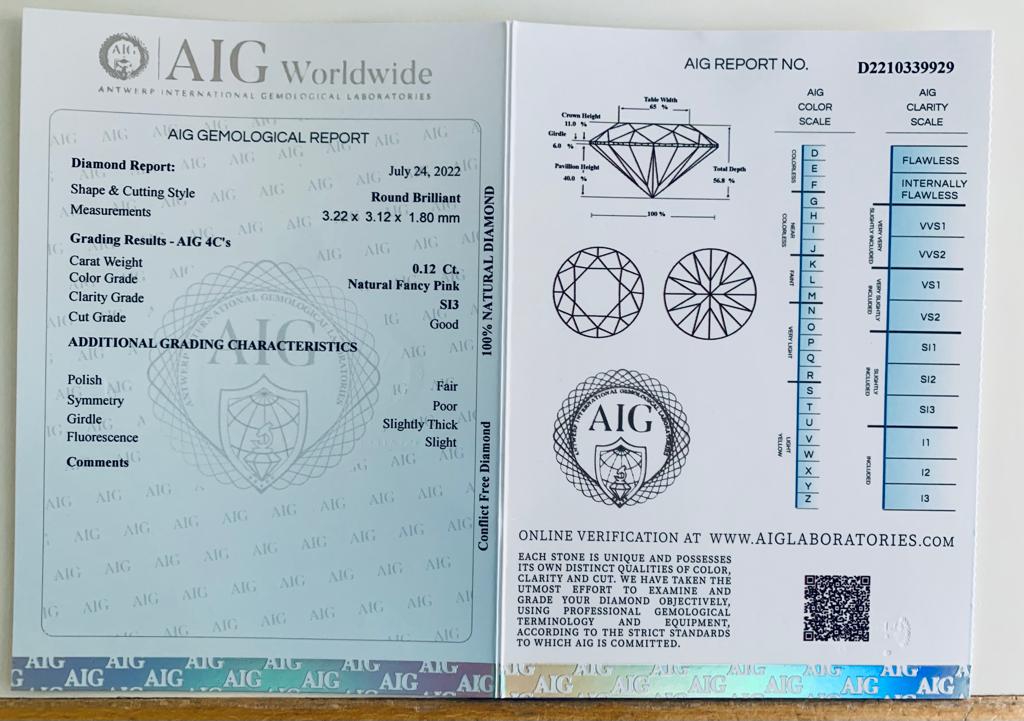 AIG
AIG Worldwide
ANTWERP INTERNATIONAL GEMOLOGICAL LABORATORIES
AIG GEMOLOGICAL REPORT
Diamond Report: July 24, 2022
Shape & Cutting Style Round Brilliant
Measurements 3.22 x 3.12 x 1.80 mm
Grading Results - AIG 4C's
Carat Weight 0.12 Ct.
Color Grade Natural Fancy Pink
Clarity Grade SI3
Cut Grade Good
ADDITIONAL GRADING CHARACTERISTICS
Polish Fair
Symmetry Poor
Girdle Slightly Thick
Fluorescence Slight
Comments
100% NATURAL DIAMOND
Conflict Free Diamond
AIG REPORT NO. D2210339929
Table Width
65 %
Crown Height
11.0 %
Girdle
6.0 %
Pavillion Height
40.0 %
Total Depth
56.8 %
100 %
AIG
COLOR
SCALE
COLORLESS
D
E
F
NEAR
COLORLESS
G
H
I
J
FAINT
K
L
M
VERY LIGHT
N
O
P
Q
R
LIGHT
YELLOW
S
T
U
V
W
X
Y
Z
AIG
CLARITY
SCALE
FLAWLESS
INTERNALLY
FLAWLESS
VERY VERY
SLIGHTLY INCLUDED
VVS1
VVS2
VERY SLIGHTLY
INCLUDED
VS1
VS2
SLIGHTLY
INCLUDED
SI1
SI2
SI3
INCLUDED
I1
I2
I3
AIG
ONLINE VERIFICATION AT WWW.AIGLABORATORIES.COM
EACH STONE IS UNIQUE AND POSSESSES
ITS OWN DISTINCT QUALITIES OF COLOR,
CLARITY AND CUT. WE HAVE TAKEN THE
UTMOST EFFORT TO EXAMINE AND
GRADE YOUR DIAMOND OBJECTIVELY,
USING PROFESSIONAL GEMOLOGICAL
TERMINOLOGY AND EQUIPMENT,
ACCORDING TO THE STRICT STANDARDS
TO WHICH AIG IS COMMITTED.
AIG AIG AIG AIG AIG AIG